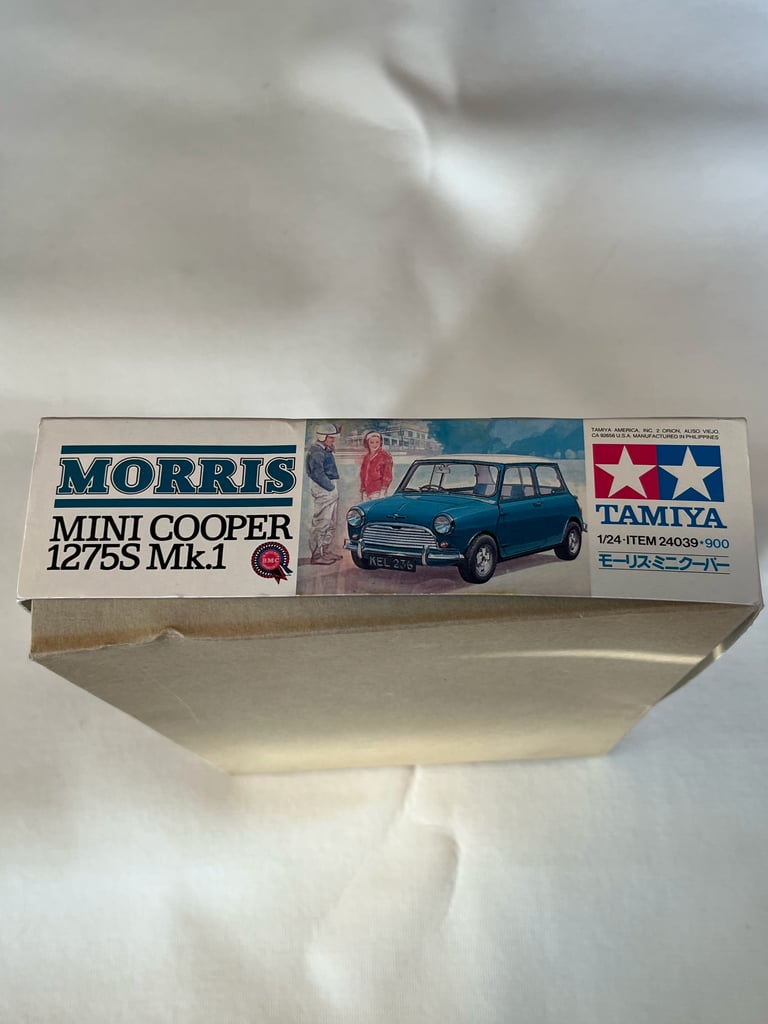 MORRIS
MINI COOPER
1275S Mk.1
BMC
KEL 236
TAMIYA AMERICA, INC. 2 ORION, ALISO VIEJO,
CA 92656 U.S.A. MANUFACTURED IN PHILIPPINES
TAMIYA
1/24·ITEM 24039★900
モーリス・ミニクーパー